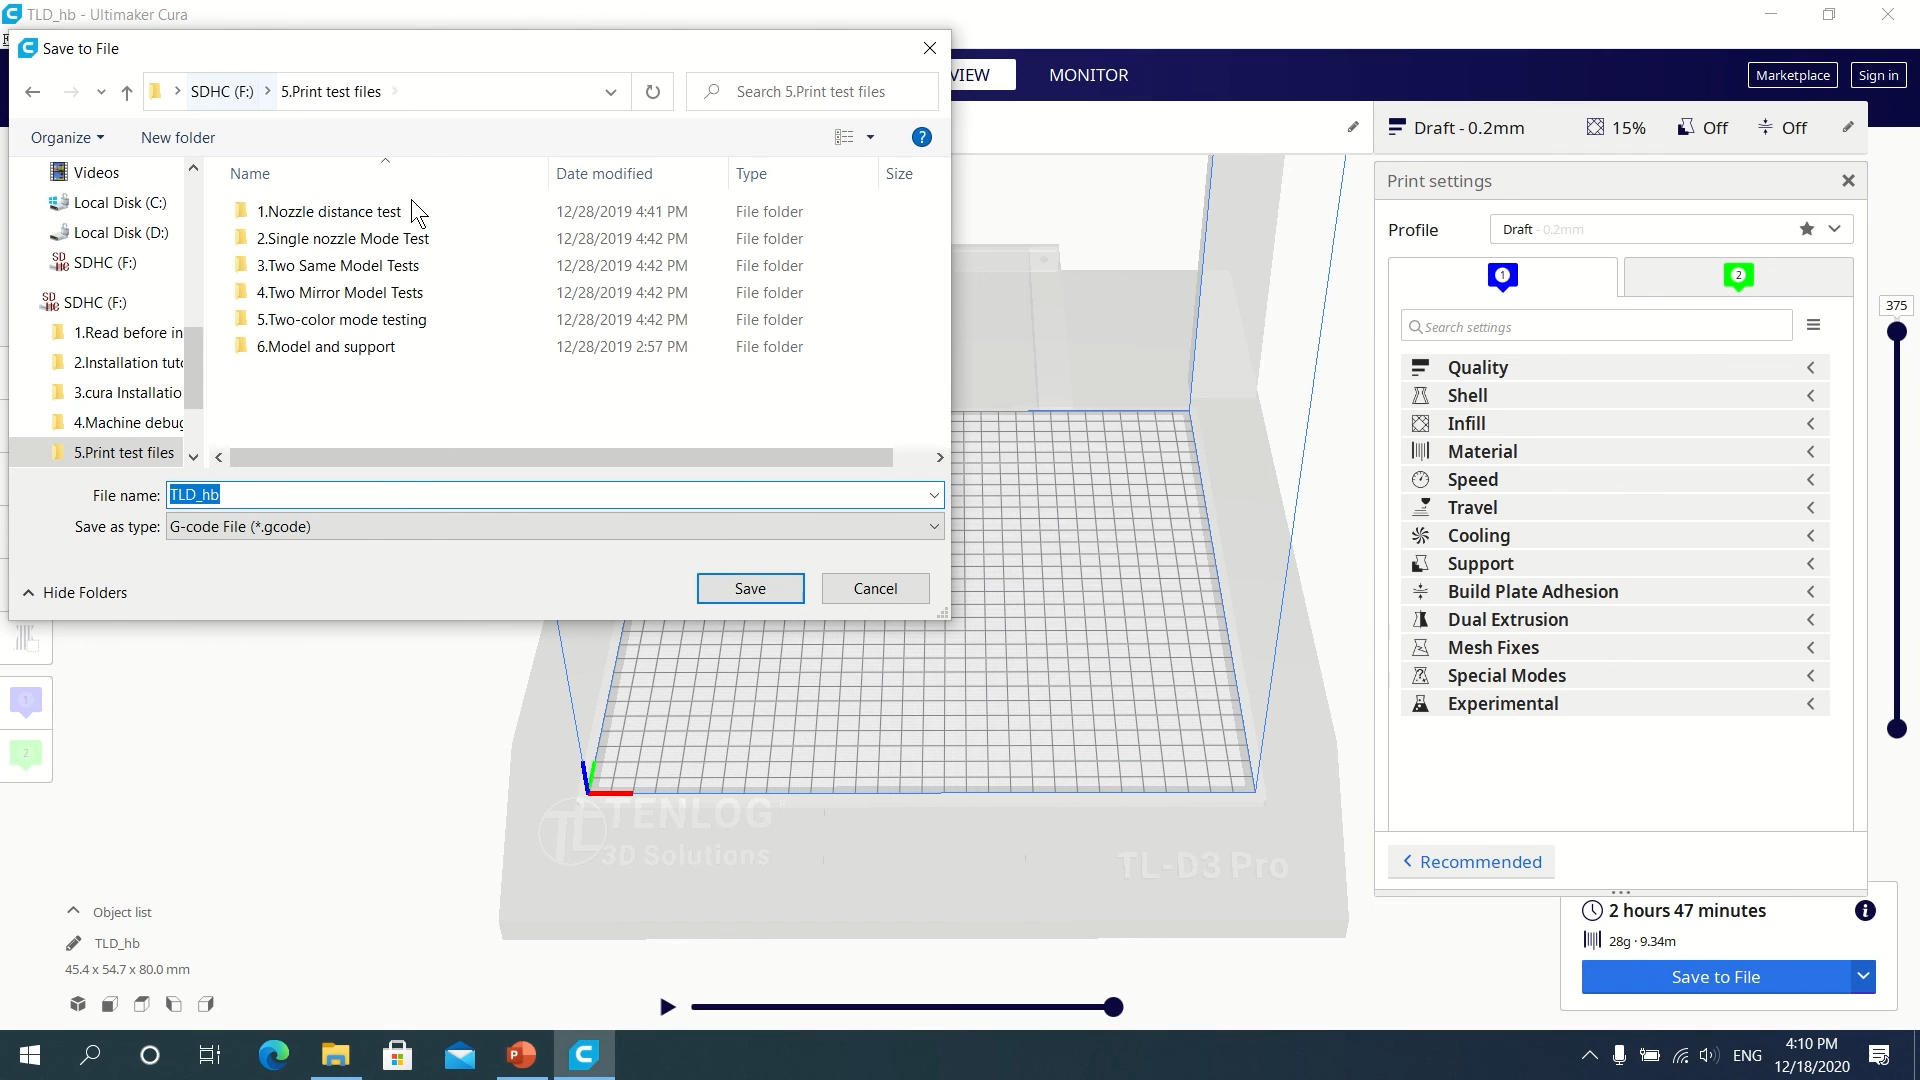 TLD_hb - Ultimaker Cura
Save to File
SDHC (F:) 5.Print test files
Search 5.Print test files
VIEW
MONITOR
Marketplace
Sign in
Organize
New folder
Draft - 0.2mm
15%
Off
Off
Name
Date modified
Type
Size
1.Nozzle distance test 12/28/2019 4:41 PM File folder
2.Single nozzle Mode Test 12/28/2019 4:42 PM File folder
3.Two Same Model Tests 12/28/2019 4:42 PM File folder
4.Two Mirror Model Tests 12/28/2019 4:42 PM File folder
5.Two-color mode testing 12/28/2019 4:42 PM File folder
6.Model and support 12/28/2019 2:57 PM File folder
Videos
Local Disk (C:)
Local Disk (D:)
SDHC (F:)
SDHC (F:)
1.Read before in
2.Installation tuto
3.cura Installatio
4.Machine debug
5.Print test files
File name: TLD_hb
Save as type: G-code File (*.gcode)
Hide Folders
Save
Cancel
Print settings
Profile
Draft - 0.2mm
1
2
Search settings
375
Quality
Shell
Infill
Material
Speed
Travel
Cooling
Support
Build Plate Adhesion
Dual Extrusion
Mesh Fixes
Special Modes
Experimental
Recommended
1
2
TENLOG
3D Solutions
TL-D3 Pro
Object list
TLD_hb
45.4 x 54.7 x 80.0 mm
2 hours 47 minutes
28g · 9.34m
Save to File
ENG
4:10 PM
12/18/2020